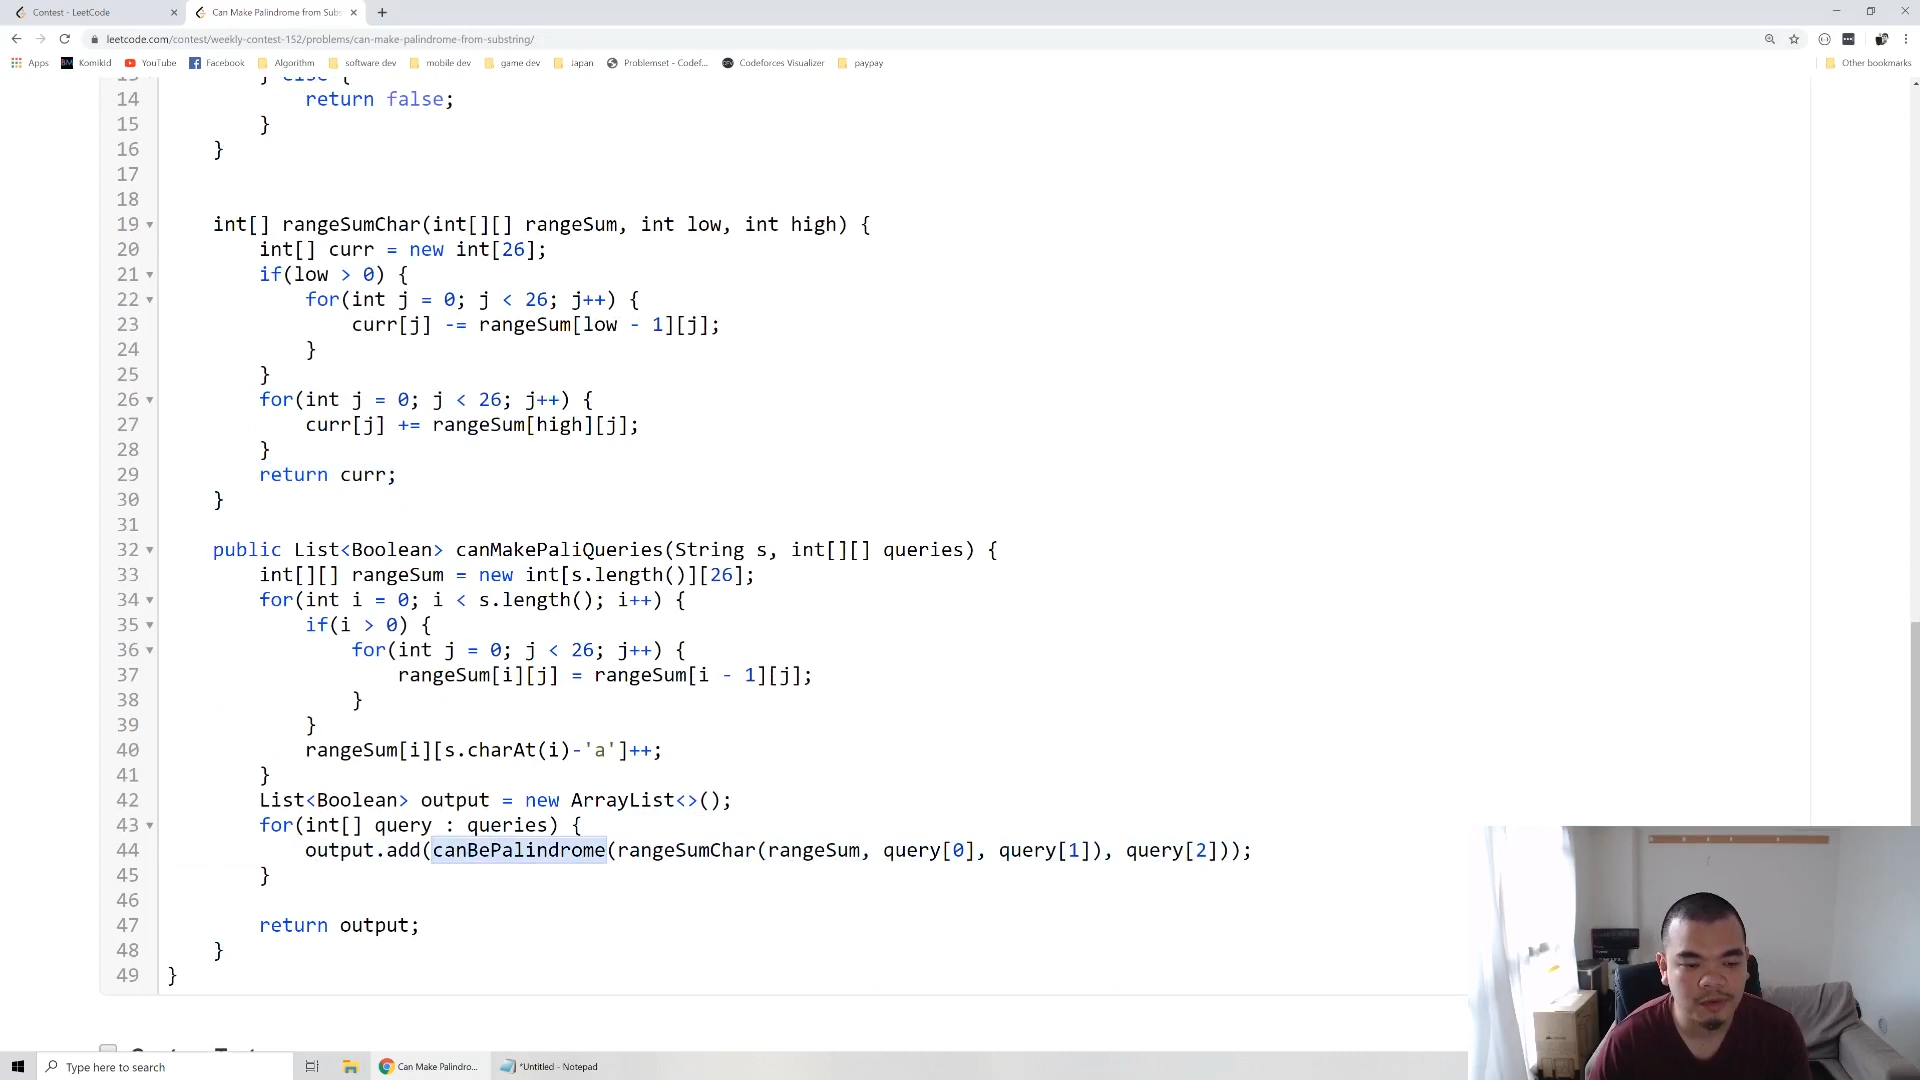 Contest - LeetCode
Can Make Palindrome from Subs
leetcode.com/contest/weekly-contest-152/problems/can-make-palindrome-from-substring/
Apps
KomikId
YouTube
Facebook
Algorithm
software dev
mobile dev
game dev
Japan
Problemset - Codef...
Codeforces Visualizer
paypay
Other bookmarks
13 } else {
14 return false;
15 }
16 }
17
18
19 int[] rangeSumChar(int[][] rangeSum, int low, int high) {
20 int[] curr = new int[26];
21 if(low > 0) {
22 for(int j = 0; j < 26; j++) {
23 curr[j] -= rangeSum[low - 1][j];
24 }
25 }
26 for(int j = 0; j < 26; j++) {
27 curr[j] += rangeSum[high][j];
28 }
29 return curr;
30 }
31
32 public List<Boolean> canMakePaliQueries(String s, int[][] queries) {
33 int[][] rangeSum = new int[s.length()][26];
34 for(int i = 0; i < s.length(); i++) {
35 if(i > 0) {
36 for(int j = 0; j < 26; j++) {
37 rangeSum[i][j] = rangeSum[i - 1][j];
38 }
39 }
40 rangeSum[i][s.charAt(i)-'a']++;
41 }
42 List<Boolean> output = new ArrayList<>();
43 for(int[] query : queries) {
44 output.add(canBePalindrome(rangeSumChar(rangeSum, query[0], query[1]), query[2]));
45 }
46
47 return output;
48 }
49 }
Type here to search
Can Make Palindro...
*Untitled - Notepad